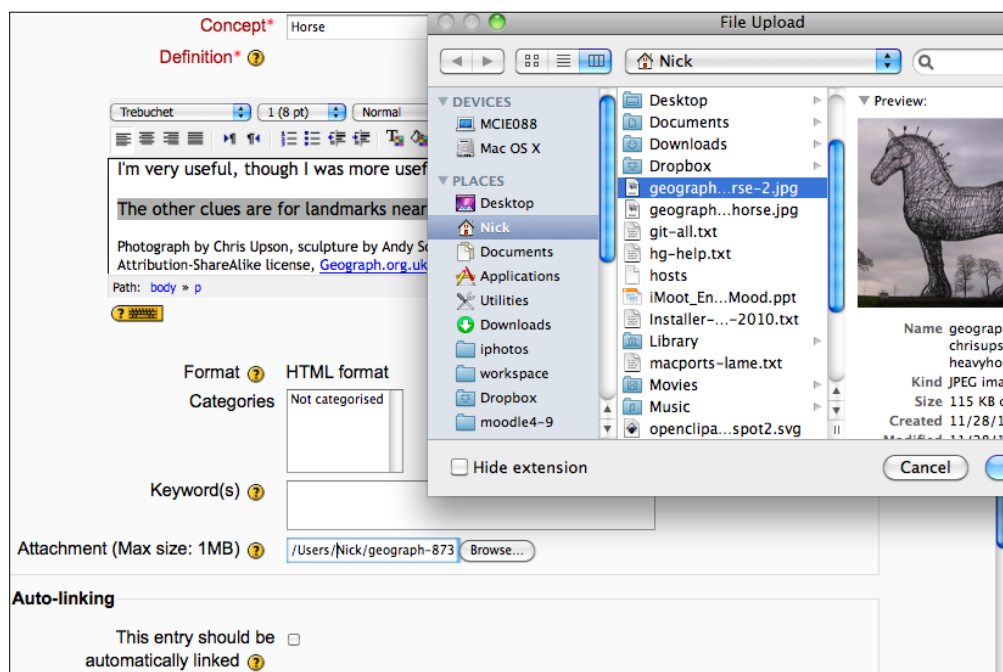 Concept* Horse
Definition*
Trebuchet 1 (8 pt) Normal
I'm very useful, though I was more usef
The other clues are for landmarks near
Photograph by Chris Upson, sculpture by Andy Sc
Attribution-ShareAlike license, Geograph.org.uk
Path: body » p
Format HTML format
Categories Not categorised
Keyword(s)
Attachment (Max size: 1MB) /Users/Nick/geograph-873 Browse...
Auto-linking
This entry should be
automatically linked
File Upload
Nick
DEVICES
MCIE088
Mac OS X
PLACES
Desktop
Nick
Documents
Applications
Utilities
Downloads
iphotos
workspace
Dropbox
moodle4-9
Desktop
Documents
Downloads
Dropbox
geograph...rse-2.jpg
geograph...horse.jpg
git-all.txt
hg-help.txt
hosts
iMoot_En...Mood.ppt
Installer-...-2010.txt
Library
macports-lame.txt
Movies
Music
openclipa...spot2.svg
Preview:
Name geograp
chrisups
heavyho
Kind JPEG ima
Size 115 KB
Created 11/28/1
Modified 11/28/1
Hide extension
Cancel